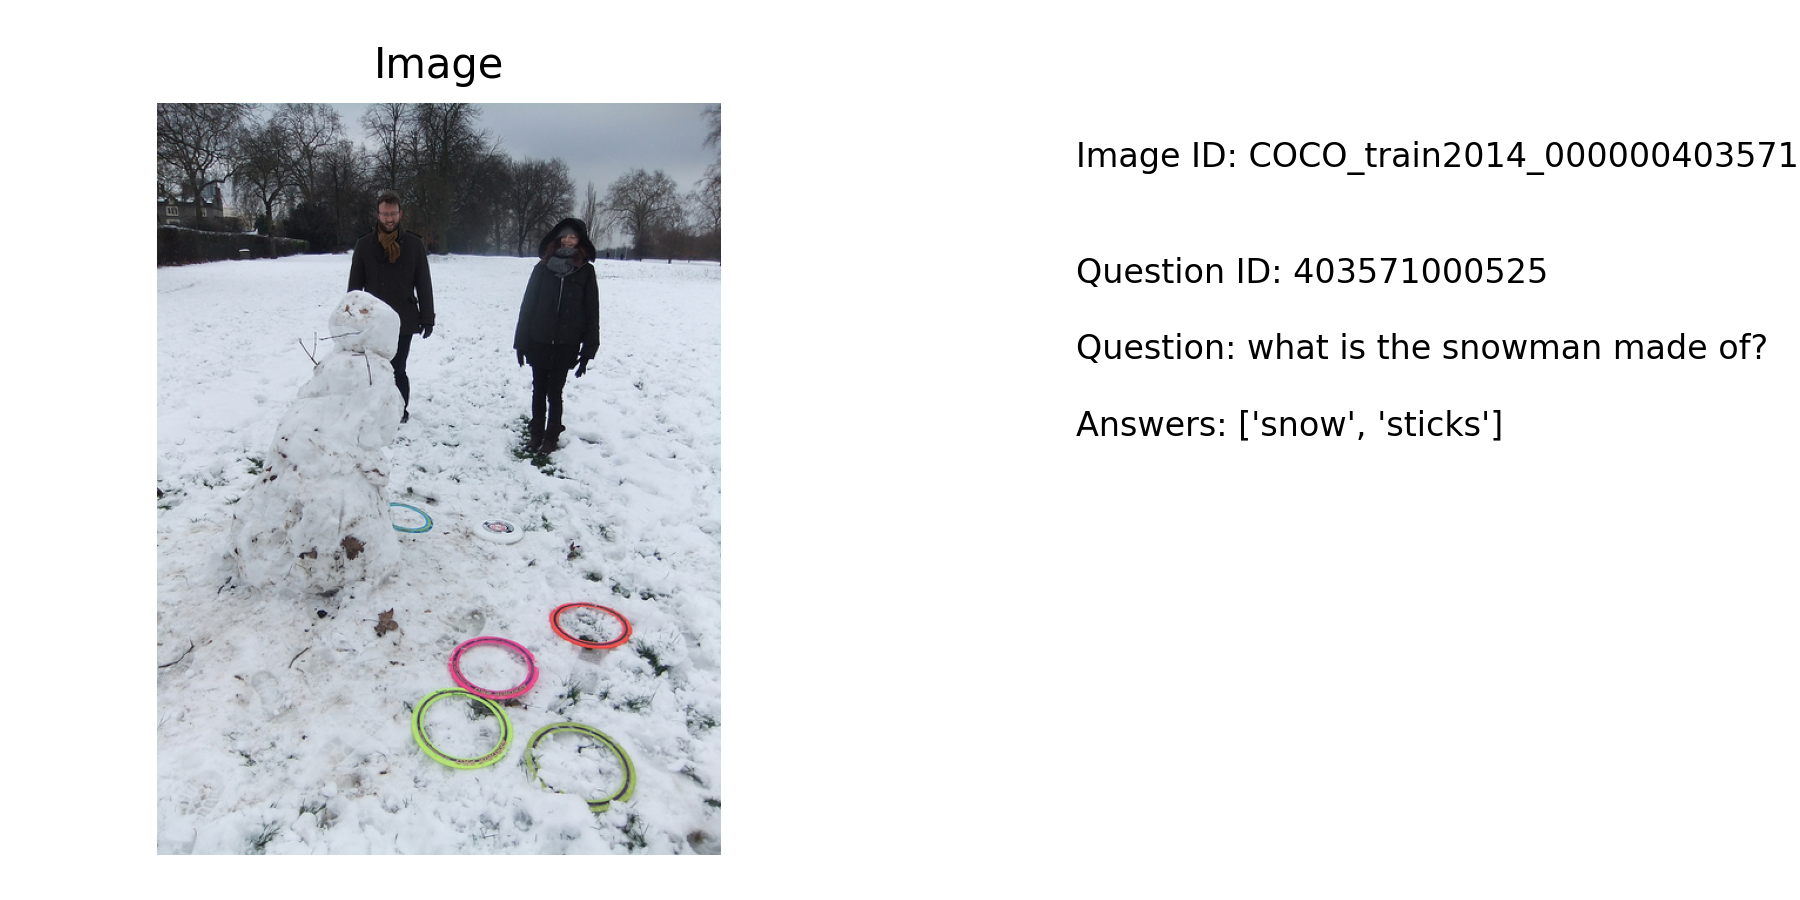 Image
Image ID: COCO_train2014_000000403571
Question ID: 403571000525
Question: what is the snowman made of?
Answers: ['snow', 'sticks']